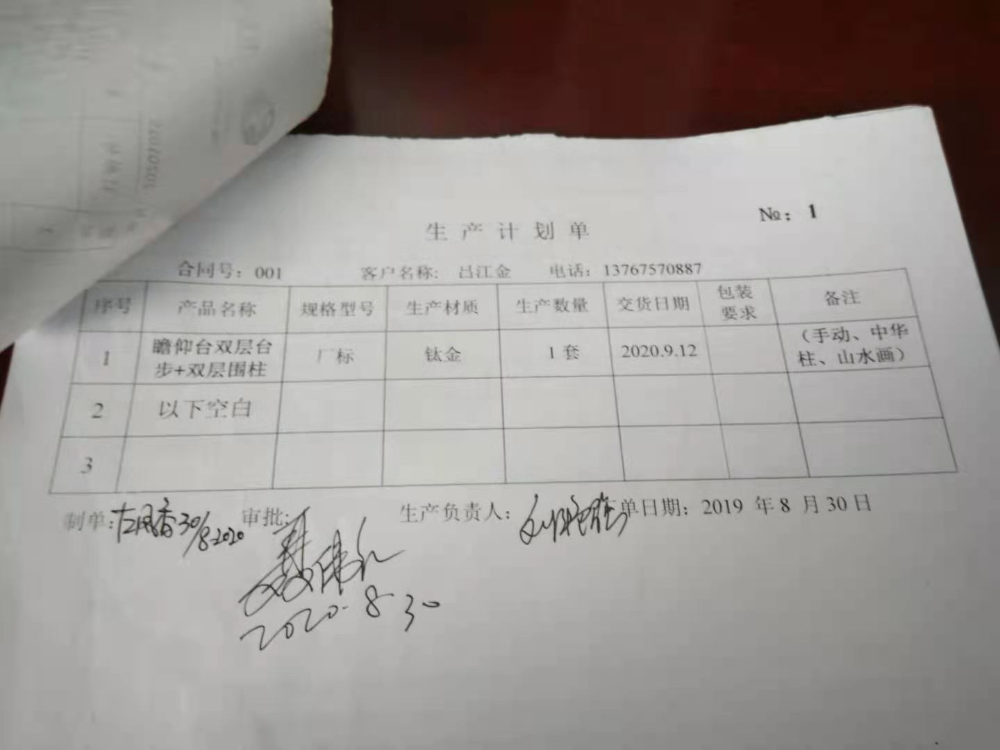 生产计划单
№：1
合同号：001 客户名称: 吕江金 电话：13767570887
序号 产品名称 规格型号 生产材质 生产数量 交货日期 包装要求 备注
1 瞻仰台双层台步+双层围柱 厂标 钛金 1套 2020.9.12 （手动、中华柱、山水画）
2 以下空白
3
制单: 30/8-2020 审批: 生产负责人: 单日期: 2019 年 8 月 30 日
2020.8.30